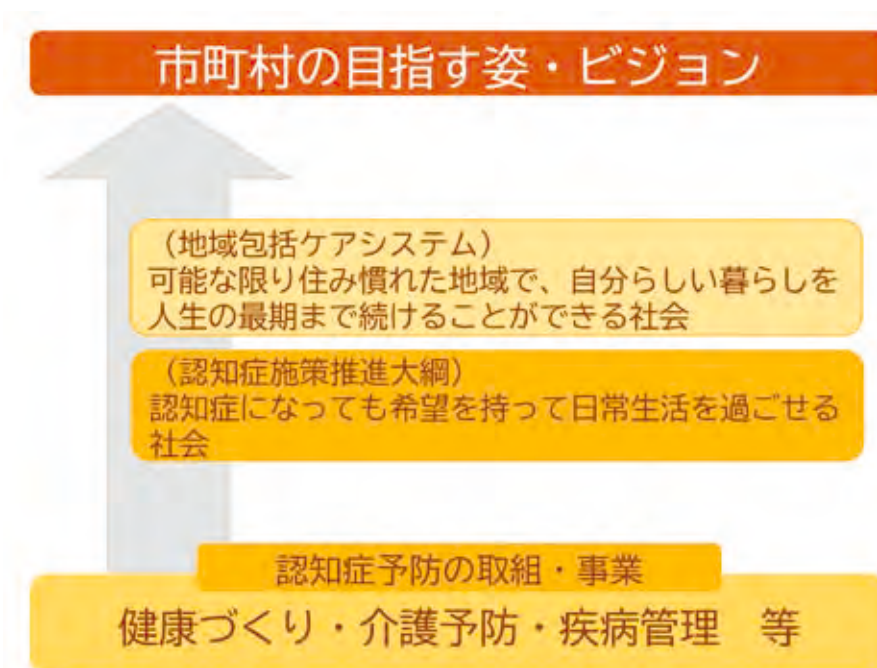 市町村の目指す姿・ビジョン
（地域包括ケアシステム）
可能な限り住み慣れた地域で、自分らしい暮らしを
人生の最期まで続けることができる社会
（認知症施策推進大綱）
認知症になっても希望を持って日常生活を過ごせる
社会
認知症予防の取組・事業
健康づくり・介護予防・疾病管理　等